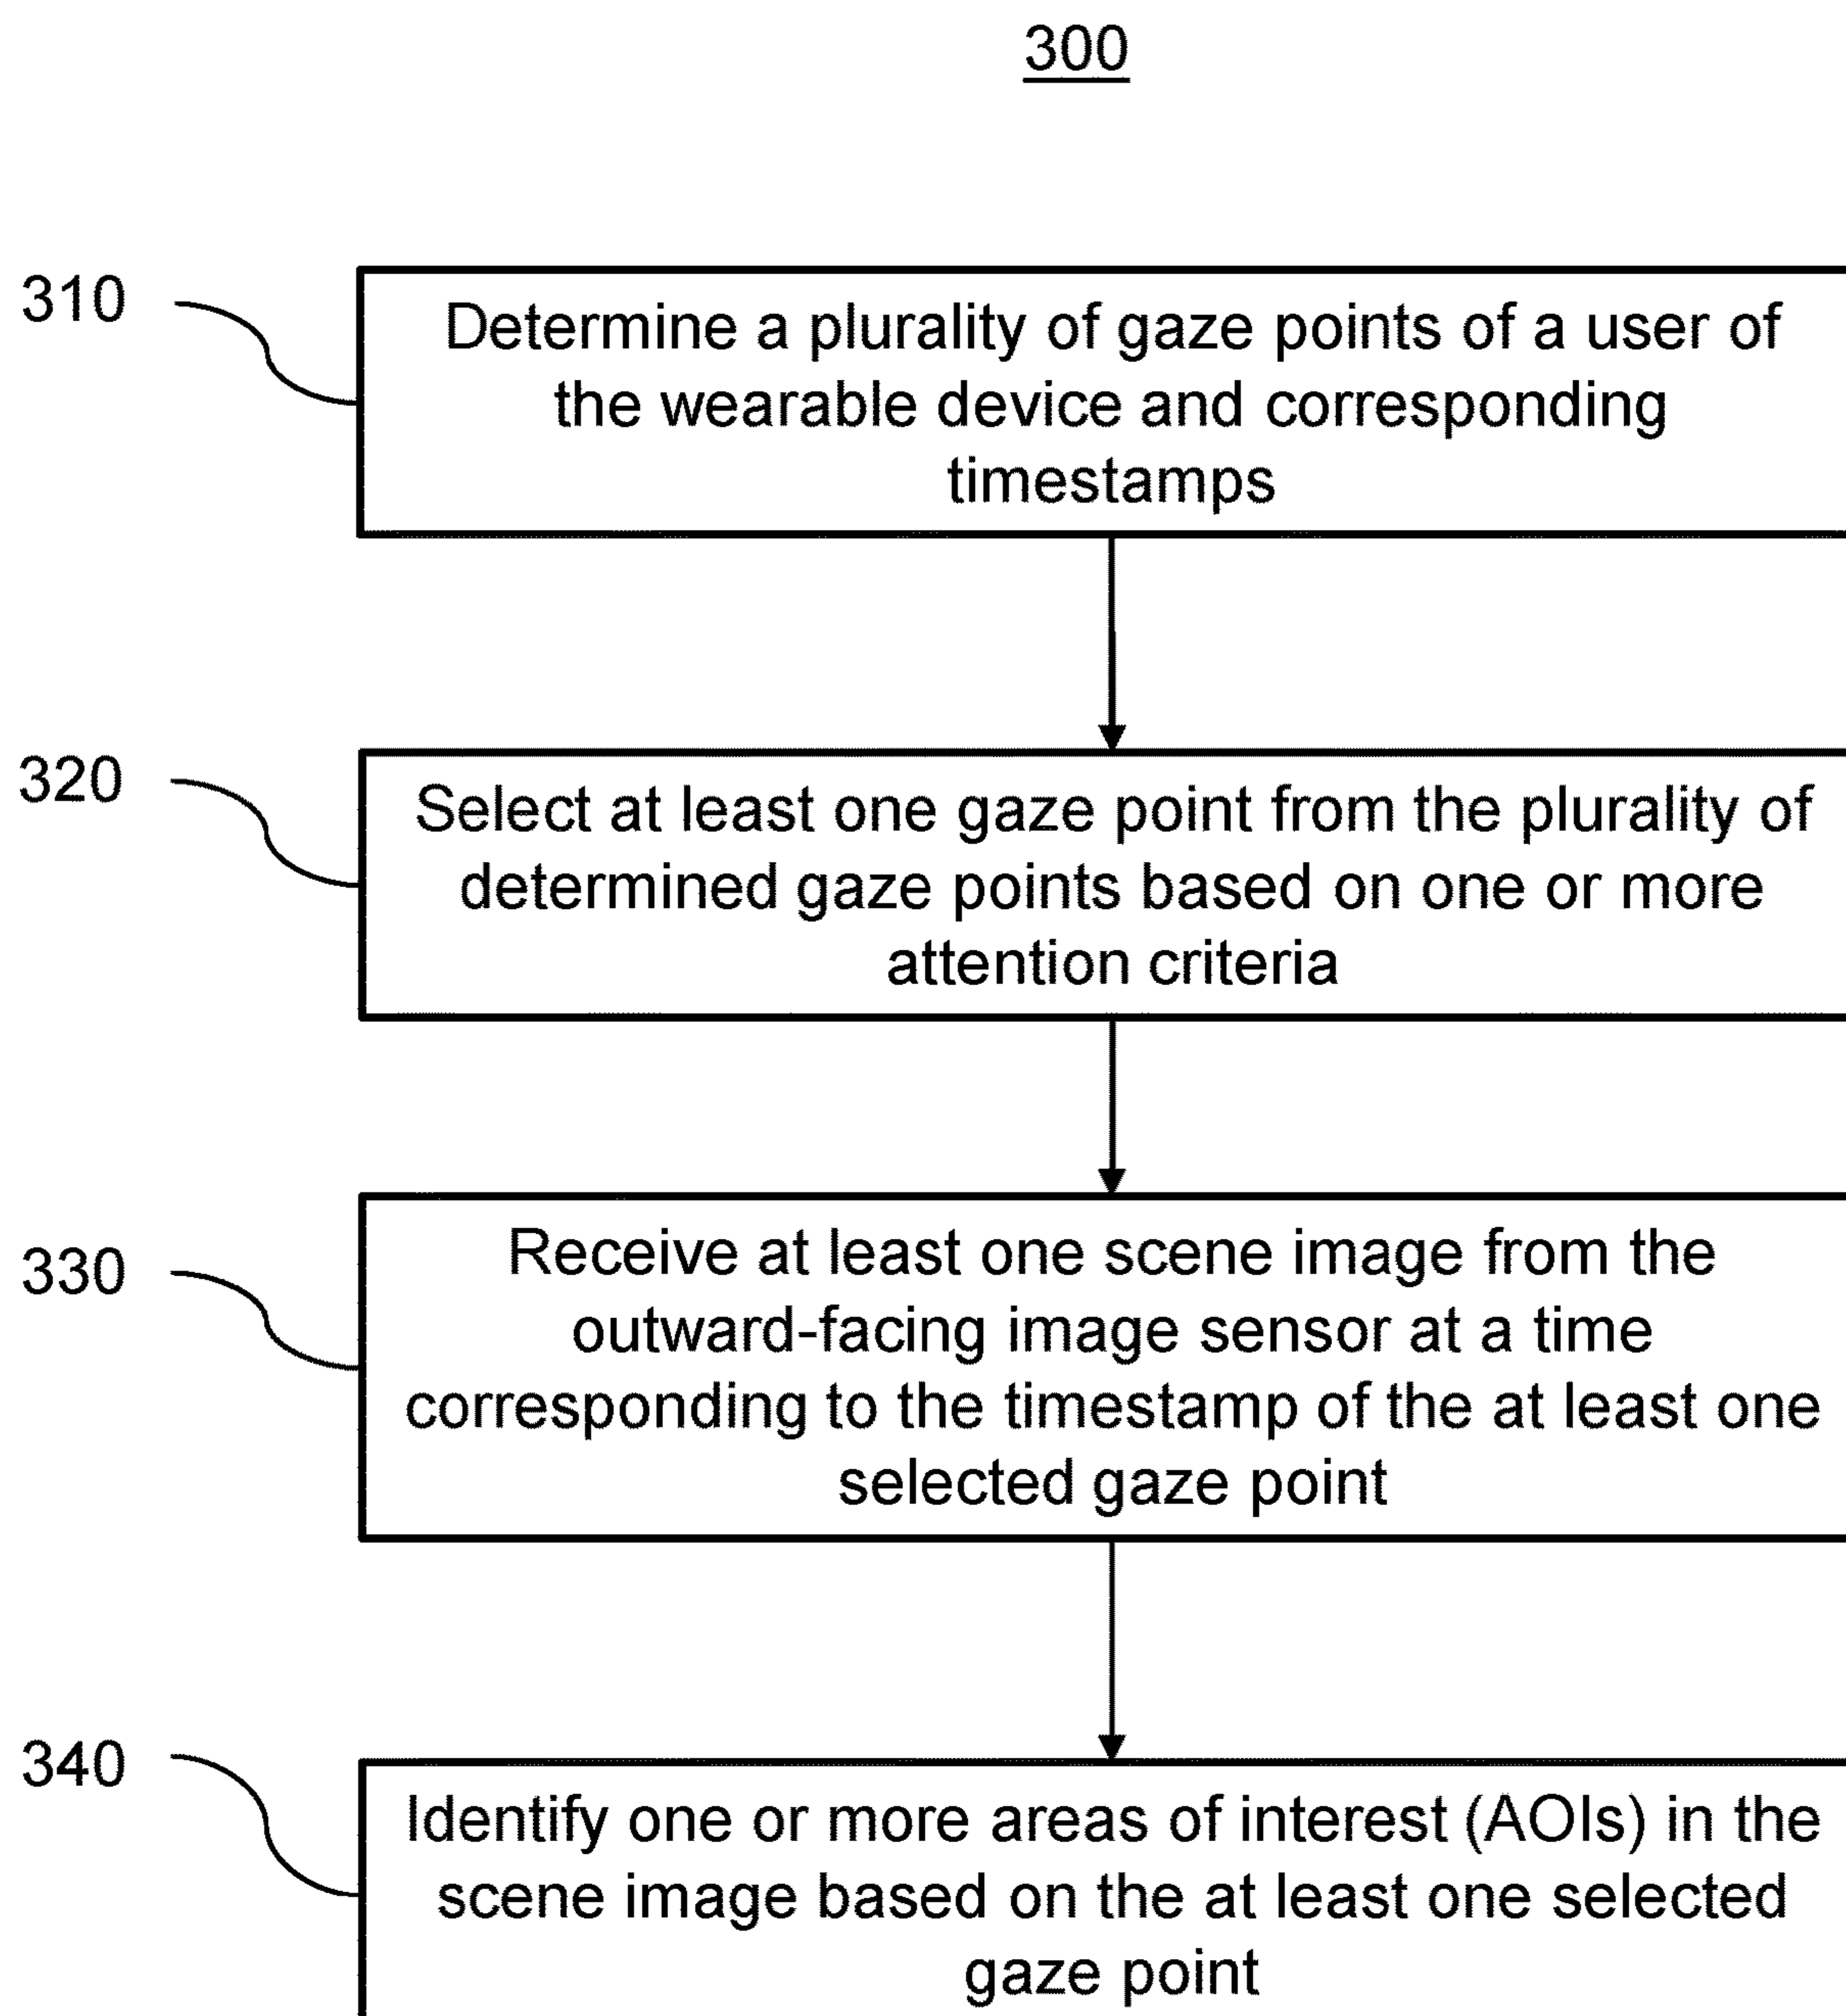 300
310
Determine a plurality of gaze points of a user of
the wearable device and corresponding
timestamps
320
Select at least one gaze point from the plurality of
determined gaze points based on one or more
attention criteria
330
Receive at least one scene image from the
outward-facing image sensor at a time
corresponding to the timestamp of the at least one
selected gaze point
340
Identify one or more areas of interest (AOIs) in the
scene image based on the at least one selected
gaze point